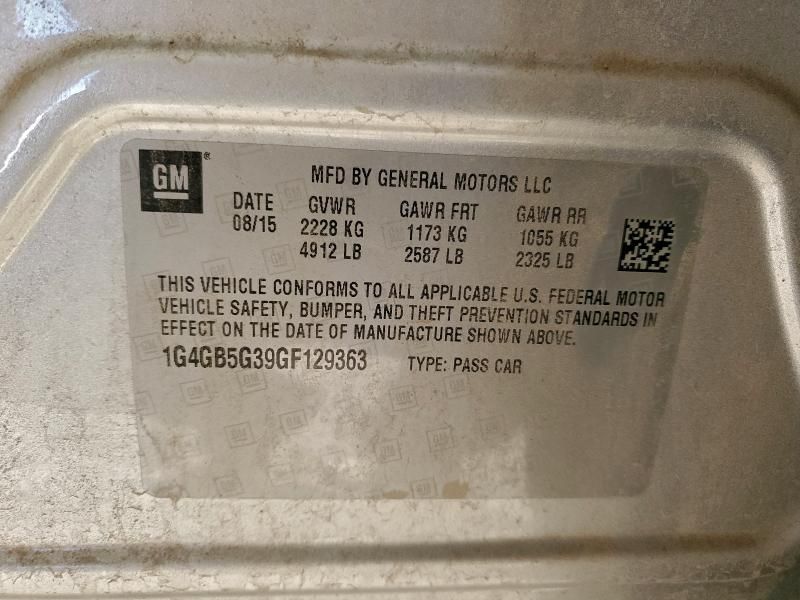 GM ® MFD BY GENERAL MOTORS LLC
DATE GVWR GAWR FRT GAWR RR
08/15 2228 KG 1173 KG 1055 KG
4912 LB 2587 LB 2325 LB
THIS VEHICLE CONFORMS TO ALL APPLICABLE U.S. FEDERAL MOTOR
VEHICLE SAFETY, BUMPER, AND THEFT PREVENTION STANDARDS IN
EFFECT ON THE DATE OF MANUFACTURE SHOWN ABOVE.
1G4GB5G39GF129363 TYPE: PASS CAR